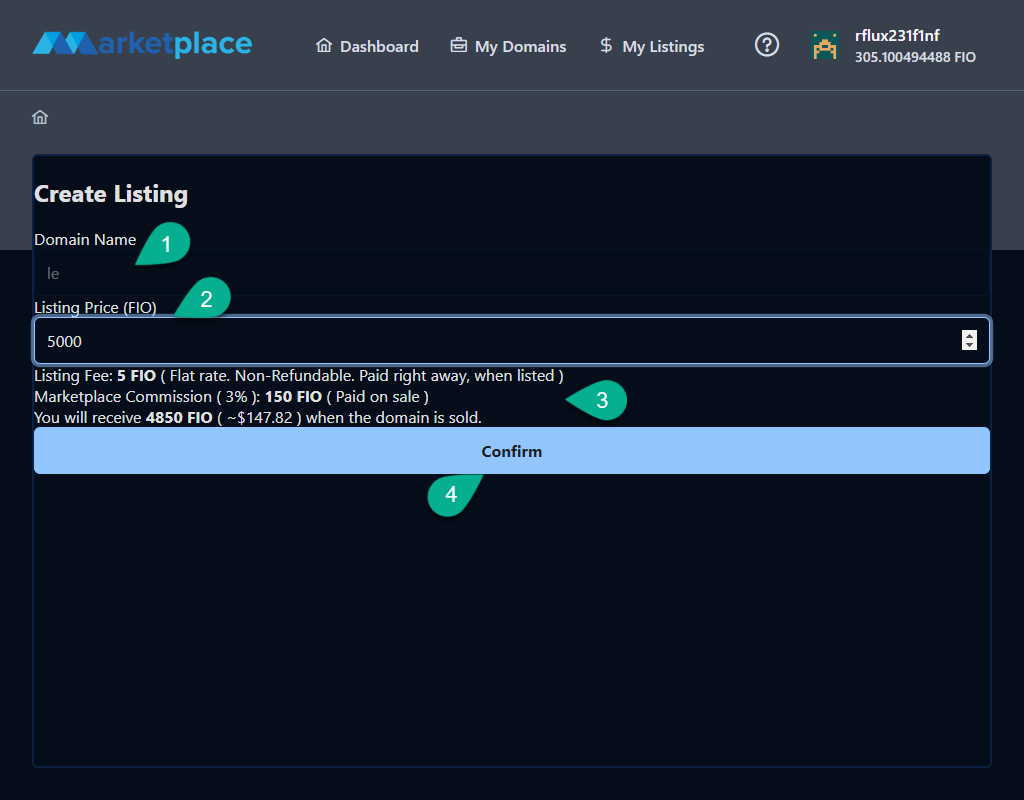 Marketplace
Dashboard
My Domains
My Listings
rflux231f1nf
305.100494488 FIO
Create Listing
Domain Name
1
le
Listing Price (FIO)
2
5000
Listing Fee: 5 FIO ( Flat rate. Non-Refundable. Paid right away, when listed )
Marketplace Commission ( 3% ): 150 FIO ( Paid on sale )
3
You will receive 4850 FIO ( ~$147.82 ) when the domain is sold.
Confirm
4